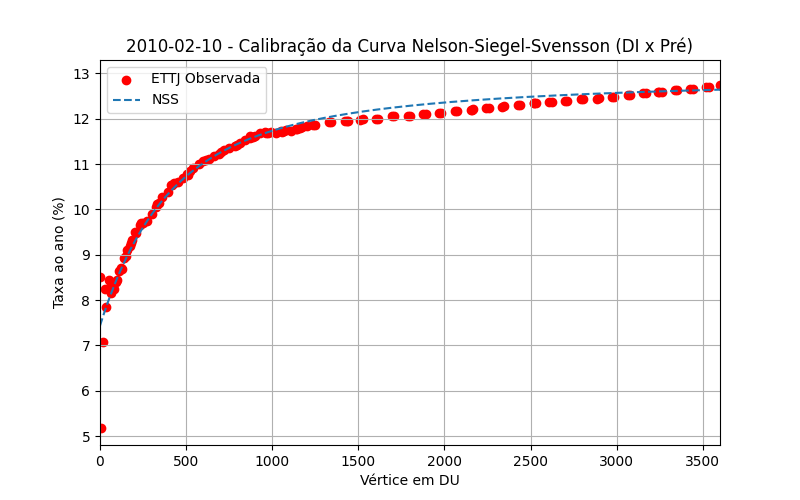 2010-02-10 - Calibração da Curva Nelson-Siegel-Svensson (DI x Pré)
ETTJ Observada
NSS
Taxa ao ano (%)
13
12
11
10
9
8
7
6
5
0 500 1000 1500 2000 2500 3000 3500
Vértice em DU